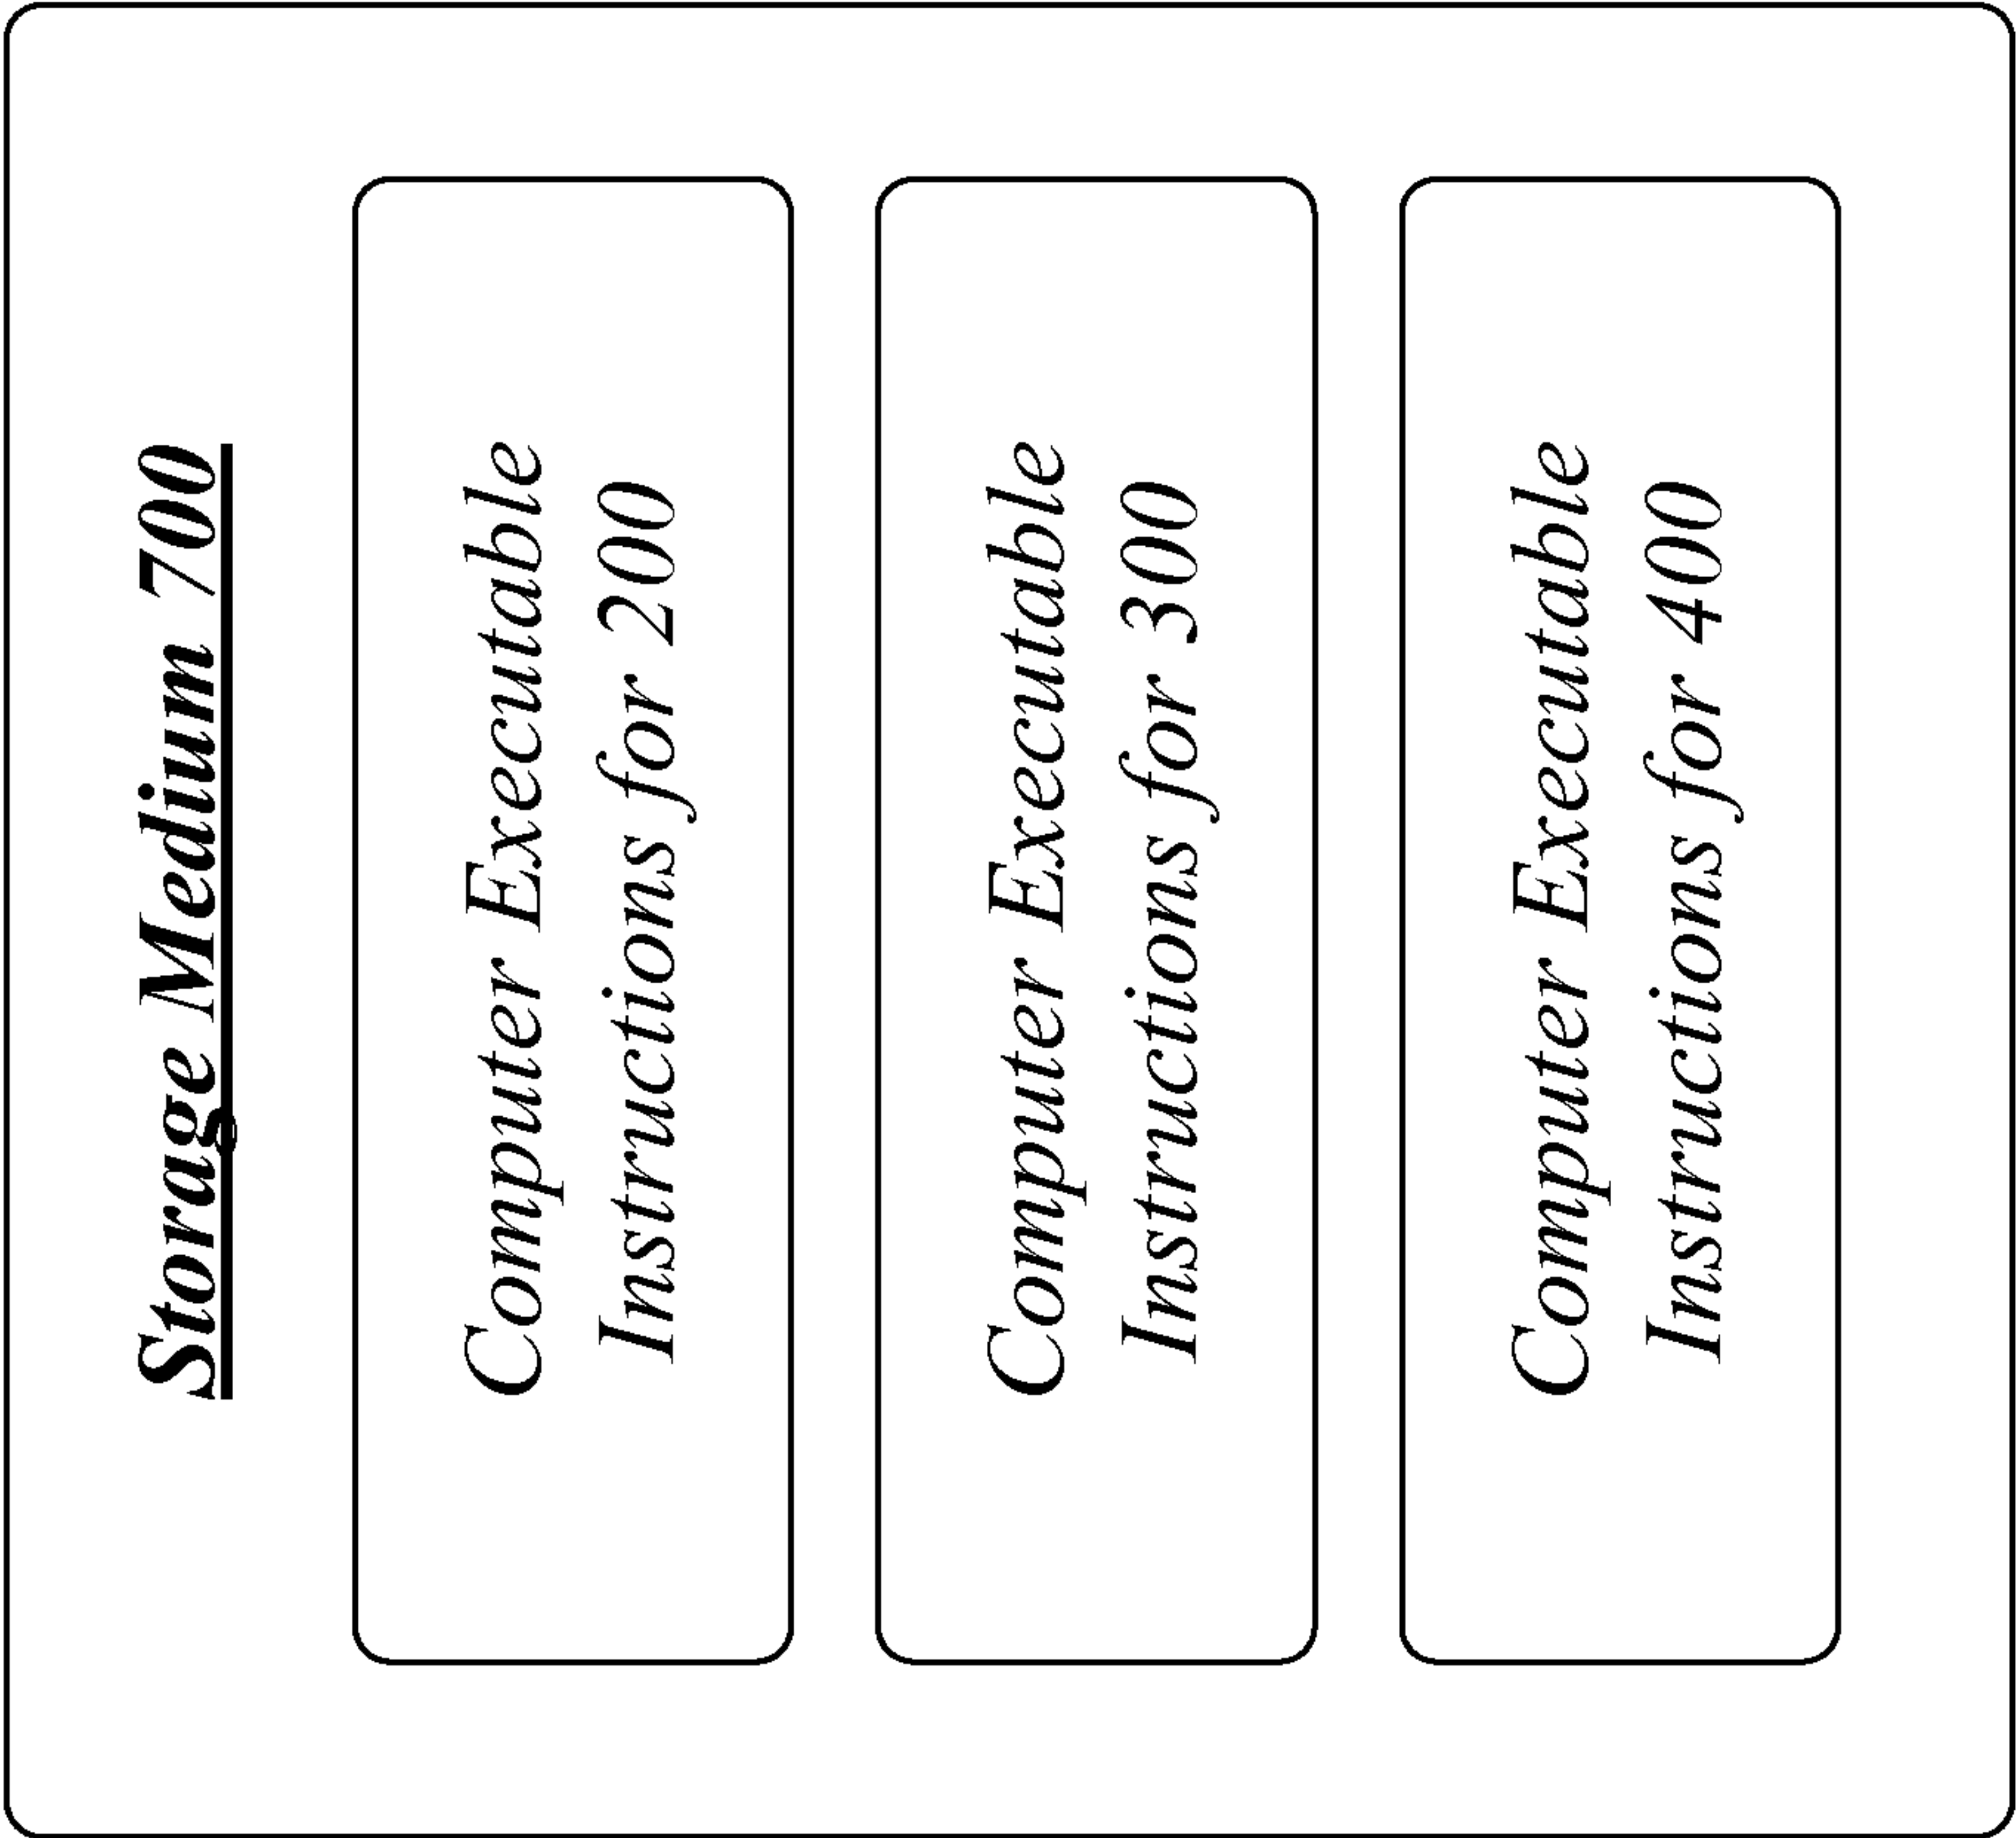 Storage Medium 700
Computer Executable
Instructions for 200
Computer Executable
Instructions for 300
Computer Executable
Instructions for 400